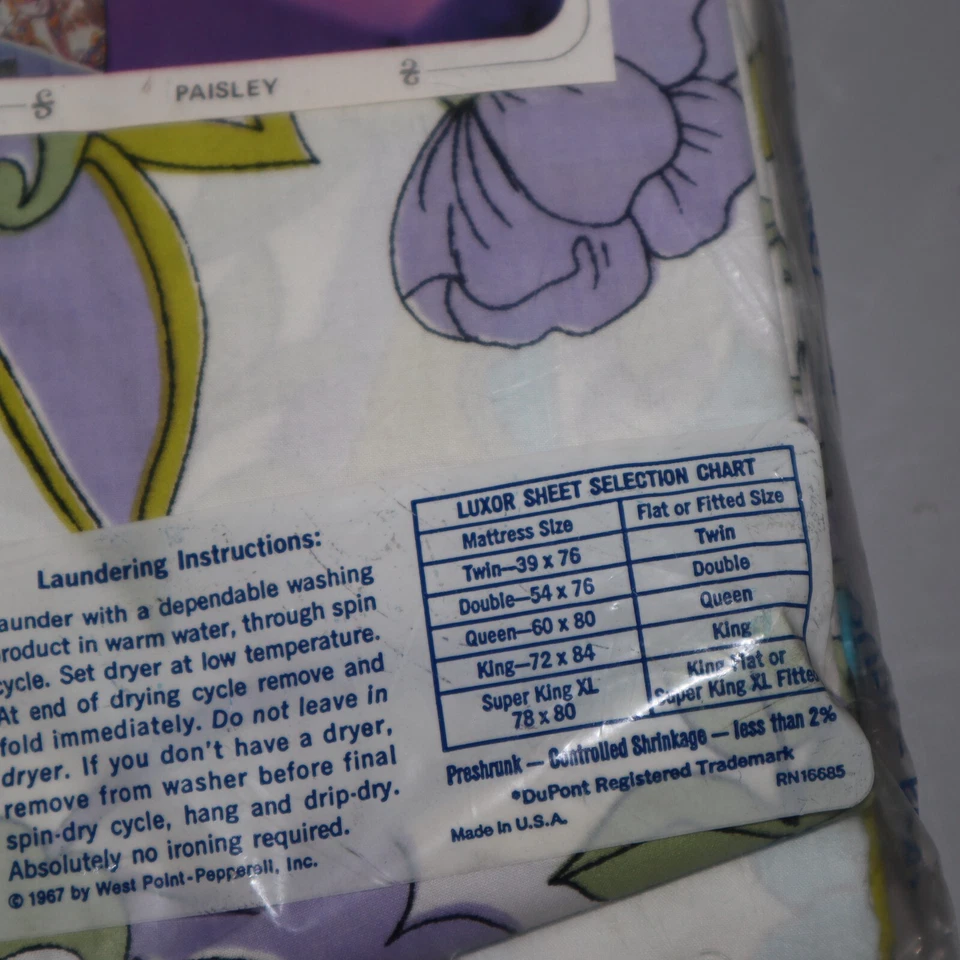 PAISLEY
Laundering Instructions:
aunder with a dependable washing
roduct in warm water, through spin
cycle. Set dryer at low temperature.
At end of drying cycle remove and
fold immediately. Do not leave in
dryer. If you don't have a dryer,
remove from washer before final
spin-dry cycle, hang and drip-dry.
Absolutely no ironing required.
© 1967 by West Point-Pepperell, Inc.
LUXOR SHEET SELECTION CHART
Mattress Size Flat or Fitted Size
Twin—39 x 76 Twin
Double—54 x 76 Double
Queen—60 x 80 Queen
King—72 x 84 King
Super King XL King Flat or
78 x 80 Super King XL Fitted
Preshrunk — Controlled Shrinkage — less than 2%
*DuPont Registered Trademark
RN16685
Made in U.S.A.